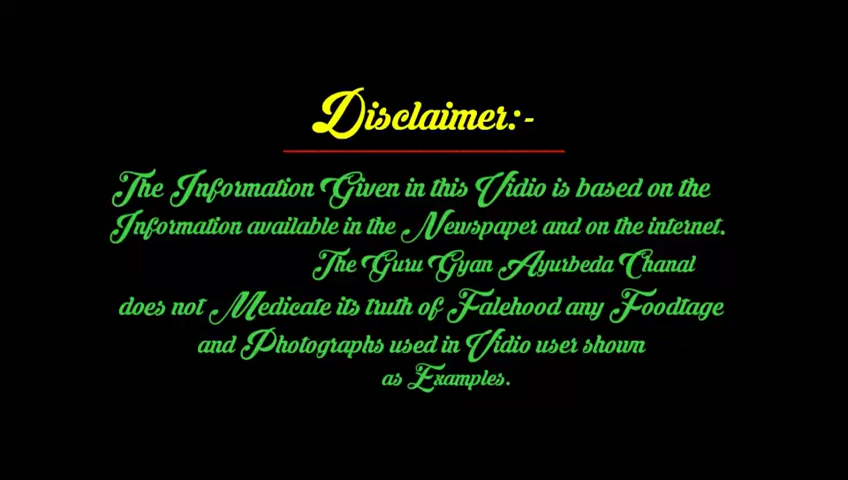 Disclaimer:-
The Information Given in this Vidio is based on the
Information available in the Newspaper and on the internet.
The Guru Gyan Ayurbeda Chanal
does not Medicate its truth of Falehood any Foodtage
and Photographs used in Vidio user shown
as Examples.